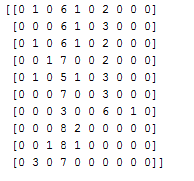 [[0 1 0 6 1 0 2 0 0 0]
[0 0 0 6 1 0 3 0 0 0]
[0 1 0 6 1 0 2 0 0 0]
[0 0 1 7 0 0 2 0 0 0]
[0 1 0 5 1 0 3 0 0 0]
[0 0 0 7 0 0 3 0 0 0]
[0 0 0 3 0 0 6 0 1 0]
[0 0 0 8 2 0 0 0 0 0]
[0 0 1 8 1 0 0 0 0 0]
[0 3 0 7 0 0 0 0 0 0]]